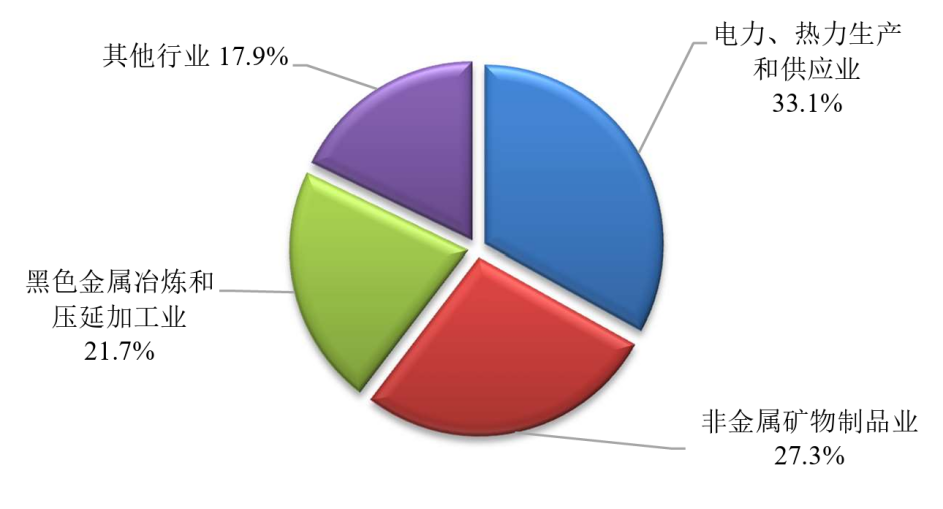 其他行业 17.9%
电力、热力生产
和供应业
33.1%
黑色金属冶炼和
压延加工业
21.7%
非金属矿物制品业
27.3%